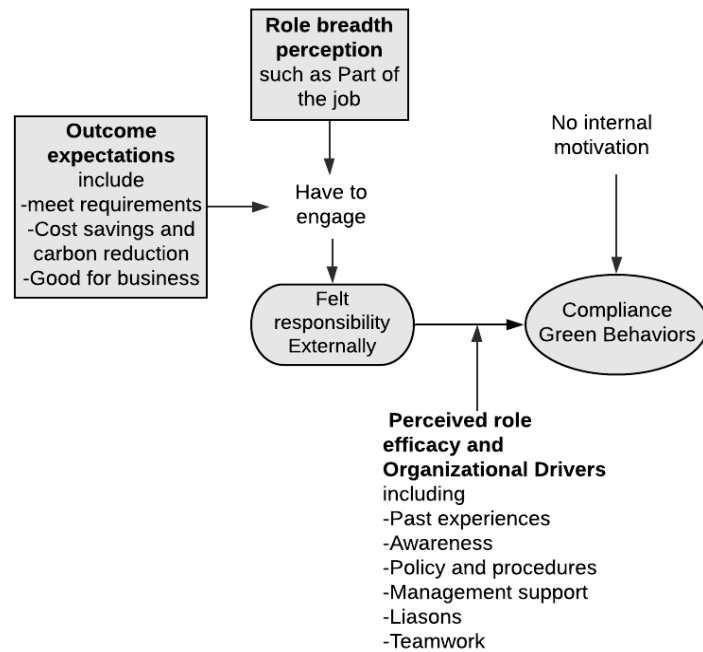 Role breadth
perception
such as Part of
the job
Outcome
expectations
include
-meet requirements
-Cost savings and
carbon reduction
-Good for business
No internal
motivation
Have to
engage
Felt
responsibility
Externally
Compliance
Green Behaviors
Perceived role
efficacy and
Organizational Drivers
including
-Past experiences
-Awareness
-Policy and procedures
-Management support
-Liasons
-Teamwork